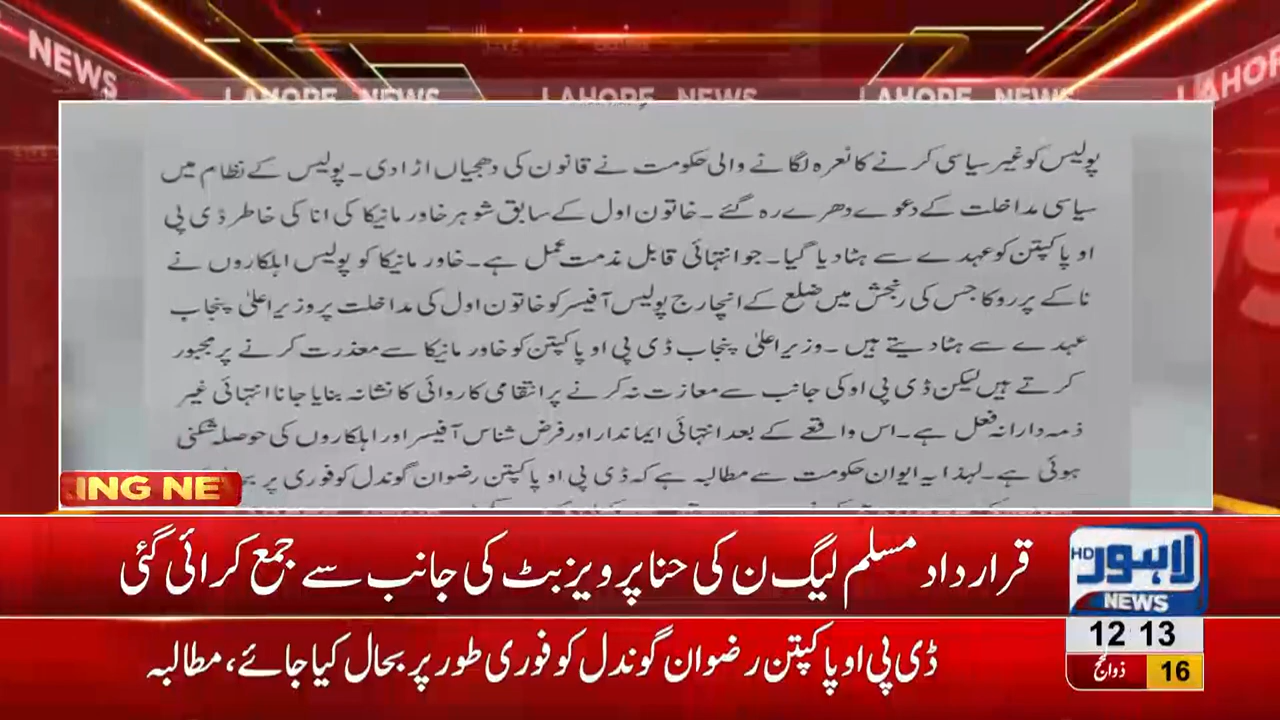 NEWS
LAHORE NEWS LAHORE NEWS LAHORE NEWS
LAHOR
پولیس کو غیر سیاسی کرنے کا نعرہ لگانے والی حکومت نے قانون کی دھجیاں اڑا دی۔ پولیس کے نظام میں
سیاسی مداخلت کے دعوے دھرے رہ گئے۔ خاتون اول کے سابق شوہر خاور مانیکا کی انا کی خاطر ڈی پی
او پاکپتن کو عہدے سے ہٹا دیا گیا۔ جو انتہائی قابل مذمت عمل ہے۔ خاور مانیکا کو پولیس اہلکاروں نے
ناکے پر روکا جس کی رنجش میں ضلع کے انچارج پولیس آفیسر کو خاتون اول کی مداخلت پر وزیر اعلیٰ پنجاب
عہدے سے ہٹا دیتے ہیں۔ وزیر اعلیٰ پنجاب ڈی پی او پاکپتن کو خاور مانیکا سے معذرت کرنے پر مجبور
کرتے ہیں لیکن ڈی پی او کی جانب سے معازت نہ کرنے پر انتقامی کاروائی کا نشانہ بنایا جانا انتہائی غیر
ذمہ دارانہ فعل ہے۔ اس واقعے کے بعد انتہائی ایماندار اور فرض شناس آفیسر اور اہلکاروں کی حوصلہ شکنی
ہوئی ہے۔ لہذا یہ ایوان حکومت سے مطالبہ ہے کہ ڈی پی او پاکپتن رضوان گوندل کو فوری پر
KING NEW
قرارداد مسلم لیگ ن کی حنا پرویز بٹ کی جانب سے جمع کرائی گئی
ڈی پی او پاکپتن رضوان گوندل کو فوری طور پر بحال کیا جائے، مطالبہ
HD لاہور
NEWS
12 13
ذوالحج 16